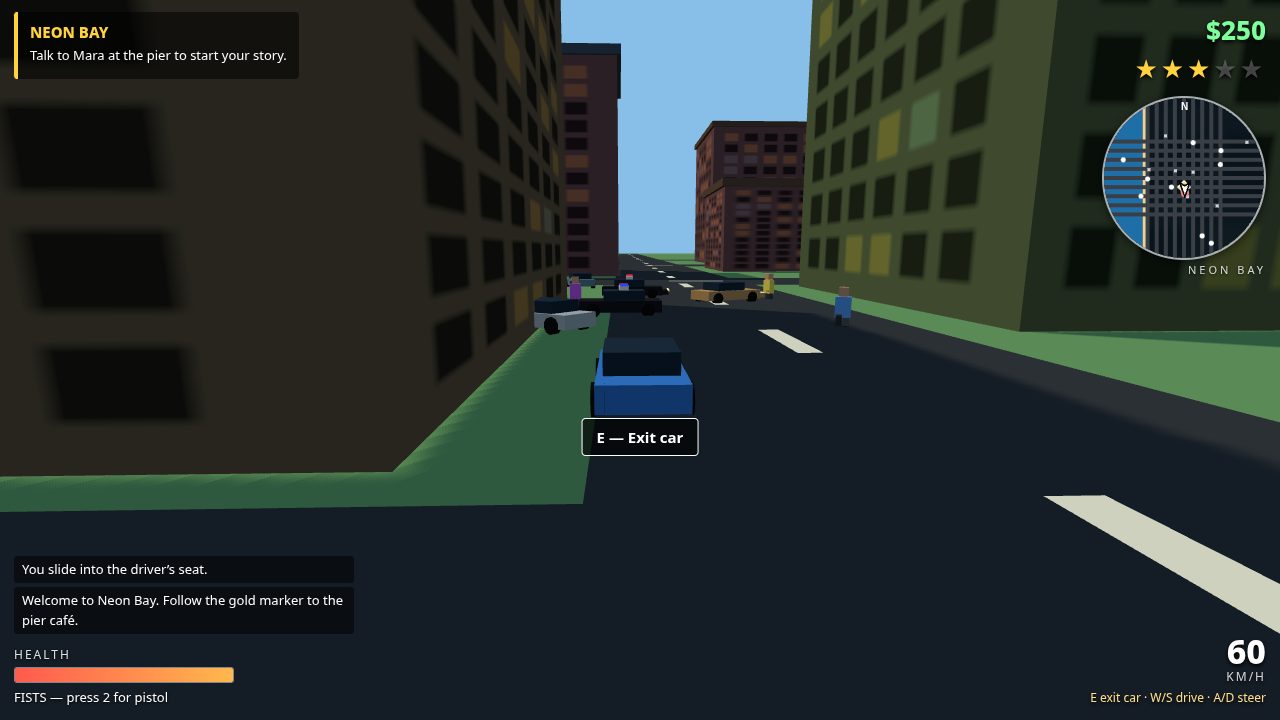 NEON BAY
Talk to Mara at the pier to start your story.
$250
N
NEON BAY
E — Exit car
You slide into the driver’s seat.
Welcome to Neon Bay. Follow the gold marker to the
pier café.
HEALTH
FISTS — press 2 for pistol
60
KM/H
E exit car · W/S drive · A/D steer